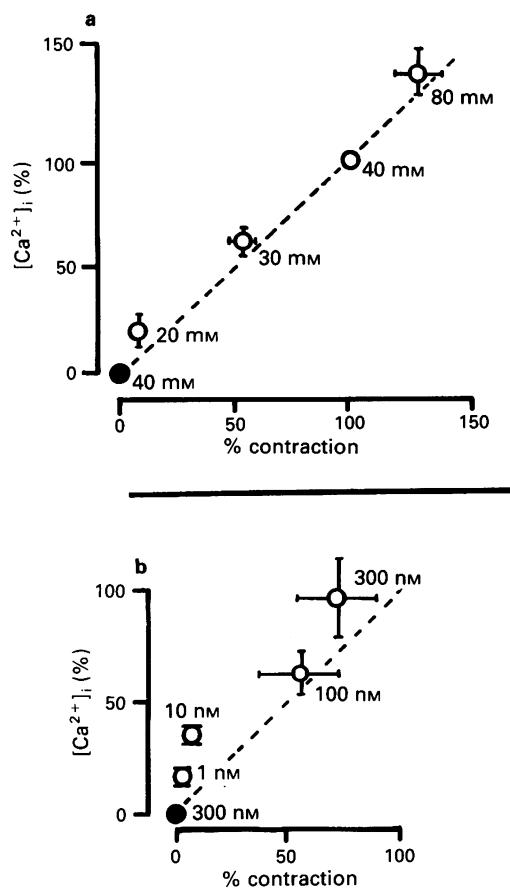 a
150
80 mM
100
40 mM
[Ca²⁺]ᵢ (%)
50
30 mM
20 mM
0
40 mM
0 50 100 150
% contraction
b
100
300 nM
[Ca²⁺]ᵢ (%)
50
100 nM
10 nM
1 nM
0
300 nM
0 50 100
% contraction